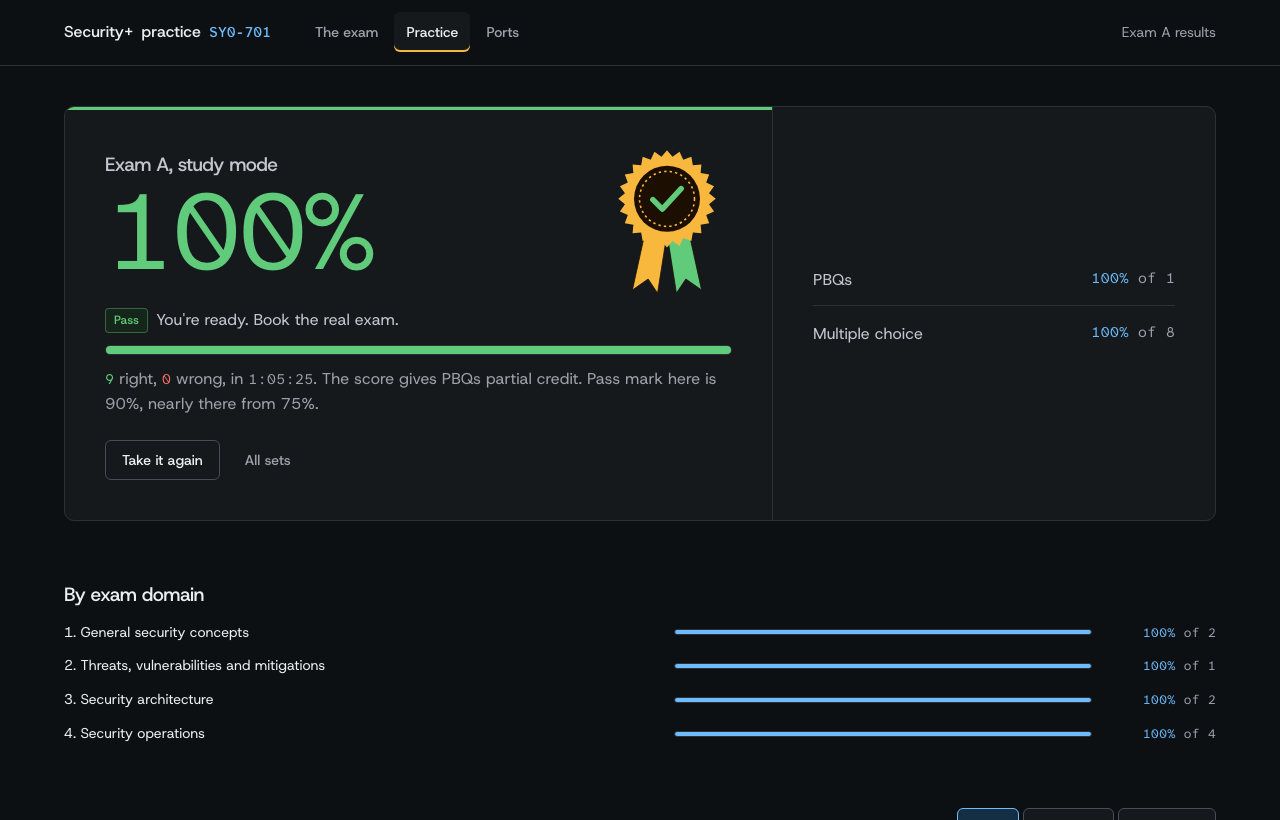 Security+ practice SY0-701 The exam Practice Ports Exam A results
Exam A, study mode
100%
Pass You're ready. Book the real exam.
9 right, 0 wrong, in 1:05:25. The score gives PBQs partial credit. Pass mark here is
90%, nearly there from 75%.
Take it again All sets
PBQs 100% of 1
Multiple choice 100% of 8
By exam domain
1. General security concepts 100% of 2
2. Threats, vulnerabilities and mitigations 100% of 1
3. Security architecture 100% of 2
4. Security operations 100% of 4